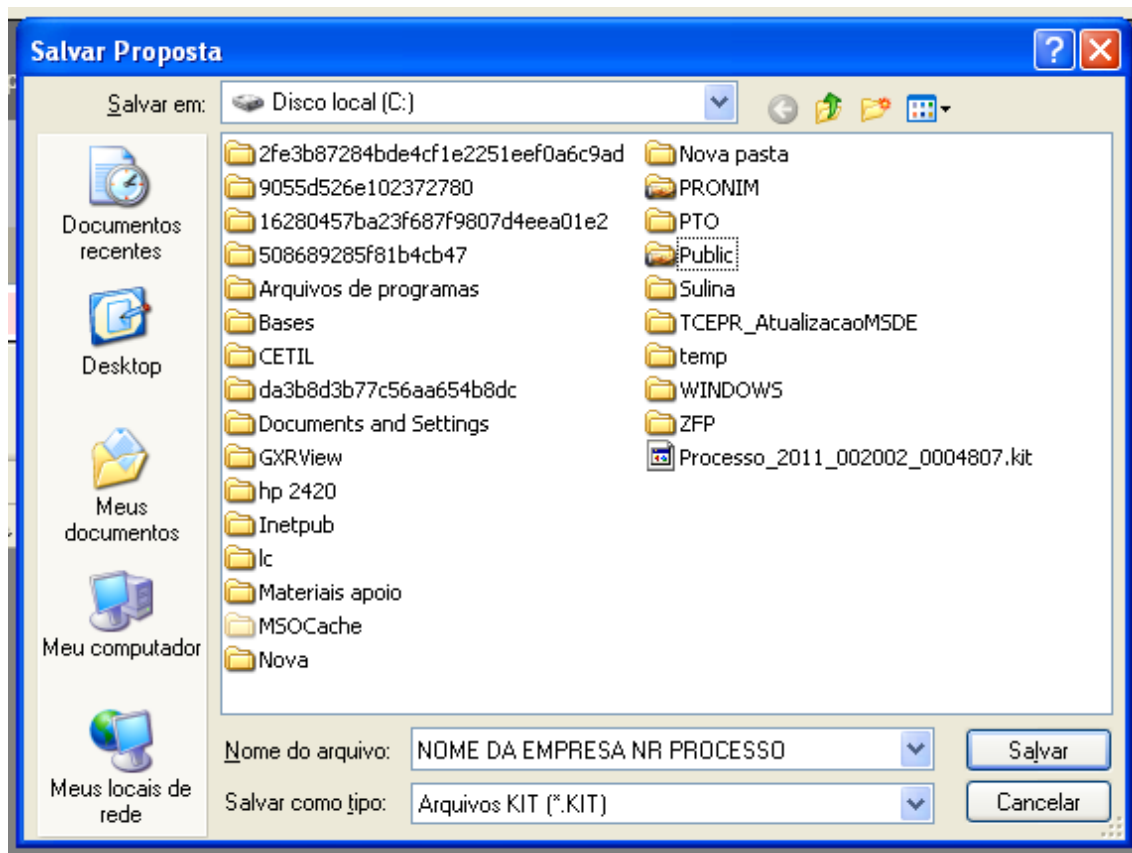 Salvar Proposta
Salvar em:
Disco local (C:)
Documentos
recentes
Desktop
Meus
documentos
Meu computador
Meus locais de
rede
2fe3b87284bde4cf1e2251eef0a6c9ad
9055d526e102372780
16280457ba23f687f9807d4eea01e2
508689285f81b4cb47
Arquivos de programas
Bases
CETIL
da3b8d3b77c56aa654b8dc
Documents and Settings
GXRView
hp 2420
Inetpub
lc
Materiais apoio
MSOCache
Nova
Nova pasta
PRONIM
PTO
Public
Sulina
TCEPR_AtualizacaoMSDE
temp
WINDOWS
ZFP
Processo_2011_002002_0004807.kit
Nome do arquivo:
NOME DA EMPRESA NR PROCESSO
Salvar
Salvar como tipo:
Arquivos KIT (*.KIT)
Cancelar